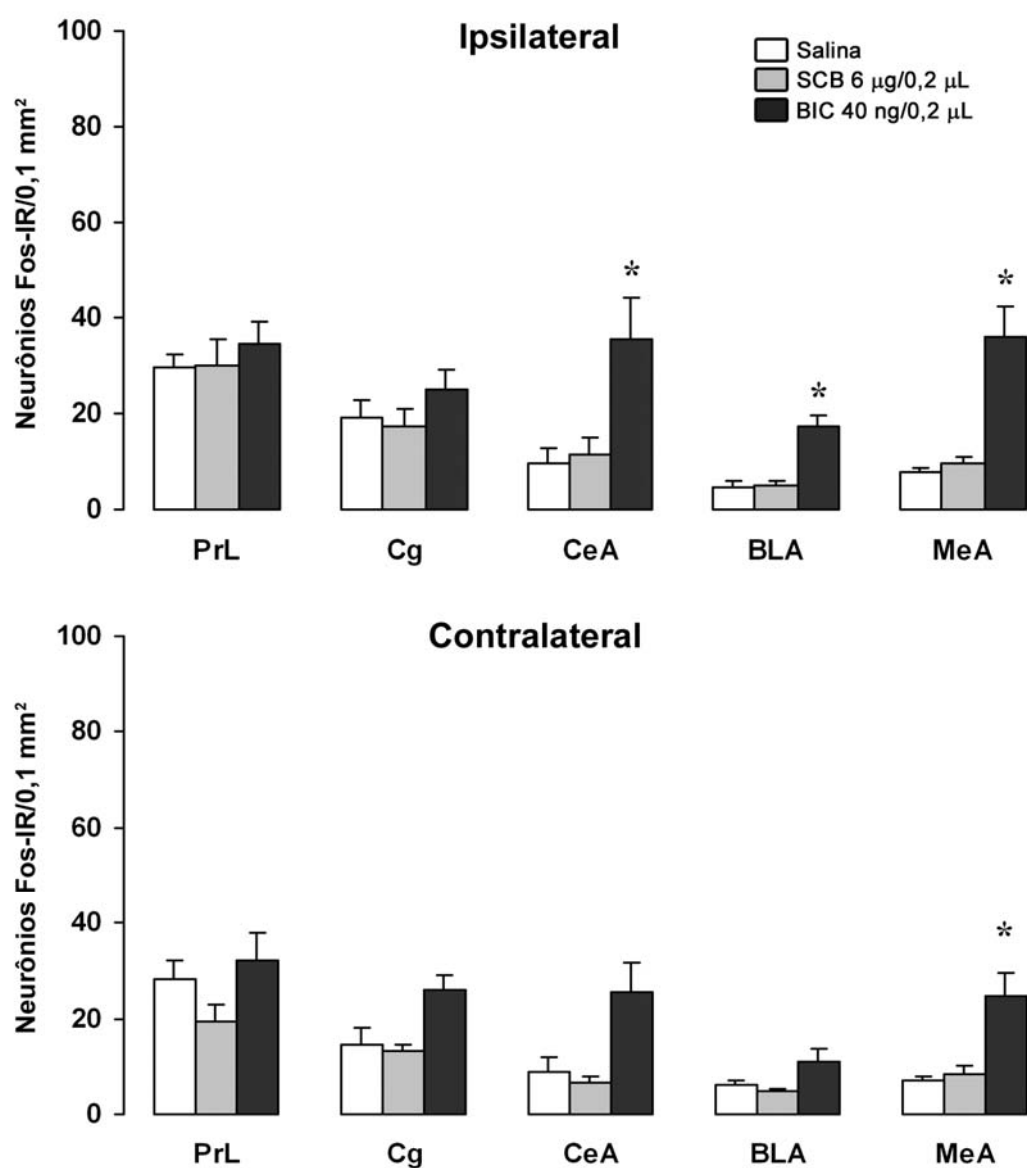 Ipsilateral
Salina
SCB 6 µg/0,2 µL
BIC 40 ng/0,2 µL
Neurônios Fos-IR/0,1 mm²
100
80
60
40
20
0
*
*
*
PrL Cg CeA BLA MeA
Contralateral
Neurônios Fos-IR/0,1 mm²
100
80
60
40
20
0
*
PrL Cg CeA BLA MeA